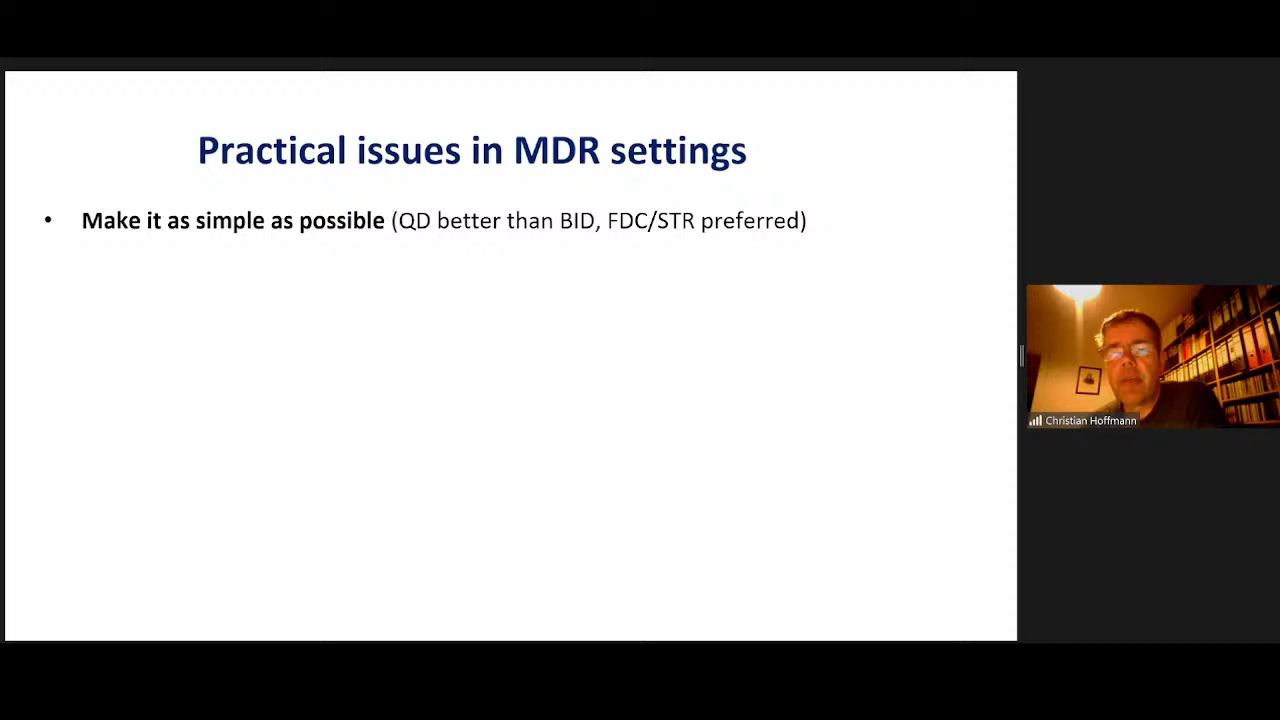 Practical issues in MDR settings
• Make it as simple as possible (QD better than BID, FDC/STR preferred)
Christian Hoffmann